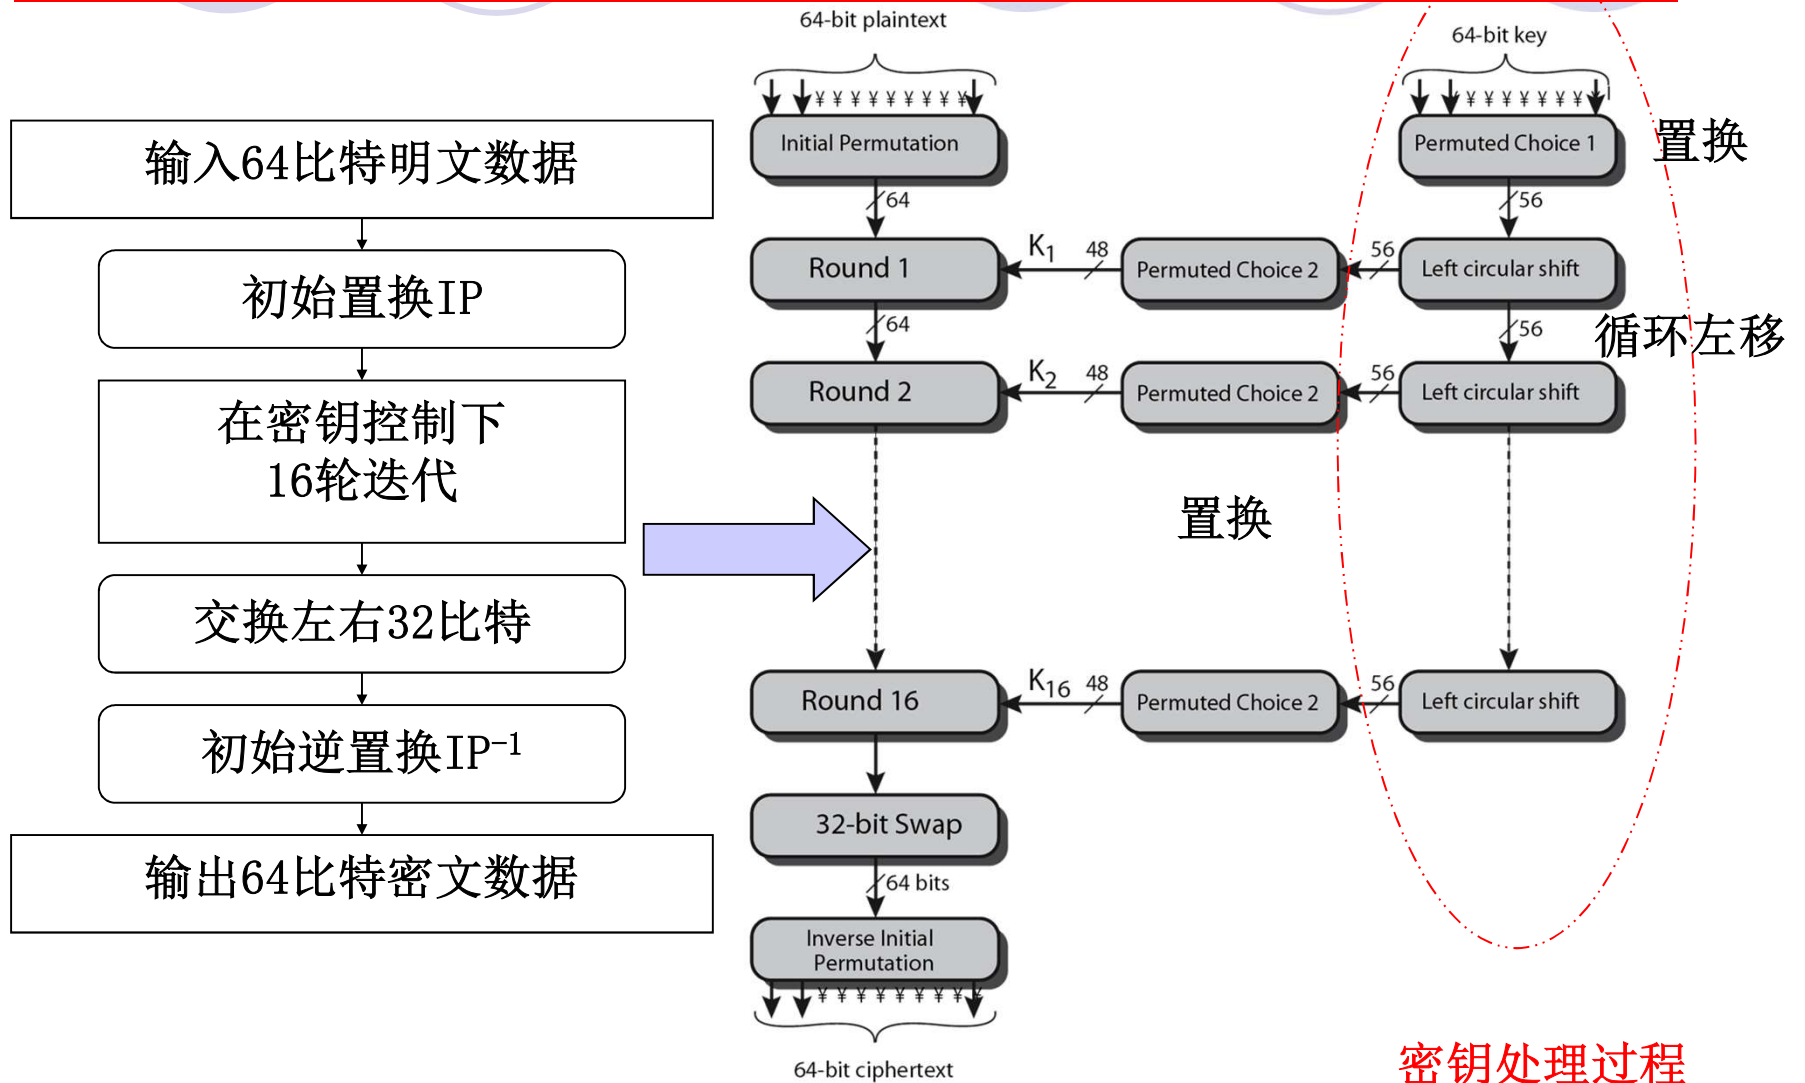 输入64比特明文数据
初始置换IP
在密钥控制下
16轮迭代
交换左右32比特
初始逆置换IP⁻¹
输出64比特密文数据
64-bit plaintext
¥ ¥ ¥ ¥ ¥ ¥ ¥ ¥ ¥
Initial Permutation
64
Round 1
64
Round 2
Round 16
32-bit Swap
64 bits
Inverse Initial
Permutation
¥ ¥ ¥ ¥ ¥ ¥ ¥ ¥ ¥
64-bit ciphertext
K₁
48
Permuted Choice 2
56
K₂
48
Permuted Choice 2
56
置换
K₁₆
48
Permuted Choice 2
56
64-bit key
¥ ¥ ¥ ¥ ¥ ¥ ¥ ¥
Permuted Choice 1
置换
56
Left circular shift
56
循环左移
Left circular shift
Left circular shift
密钥处理过程